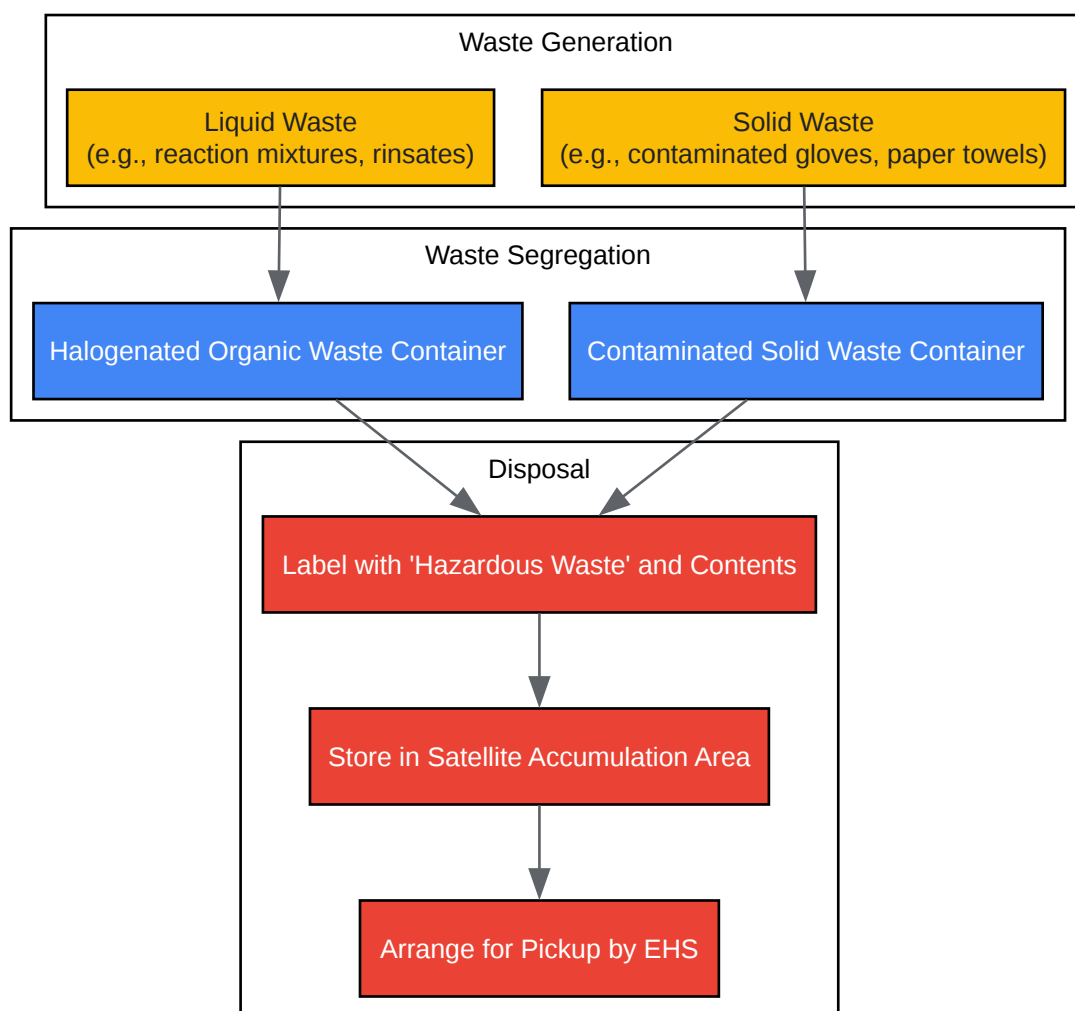 Waste Generation
Liquid Waste
(e.g., reaction mixtures, rinsates)
Solid Waste
(e.g., contaminated gloves, paper towels)
Waste Segregation
Halogenated Organic Waste Container
Contaminated Solid Waste Container
Disposal
Label with 'Hazardous Waste' and Contents
Store in Satellite Accumulation Area
Arrange for Pickup by EHS